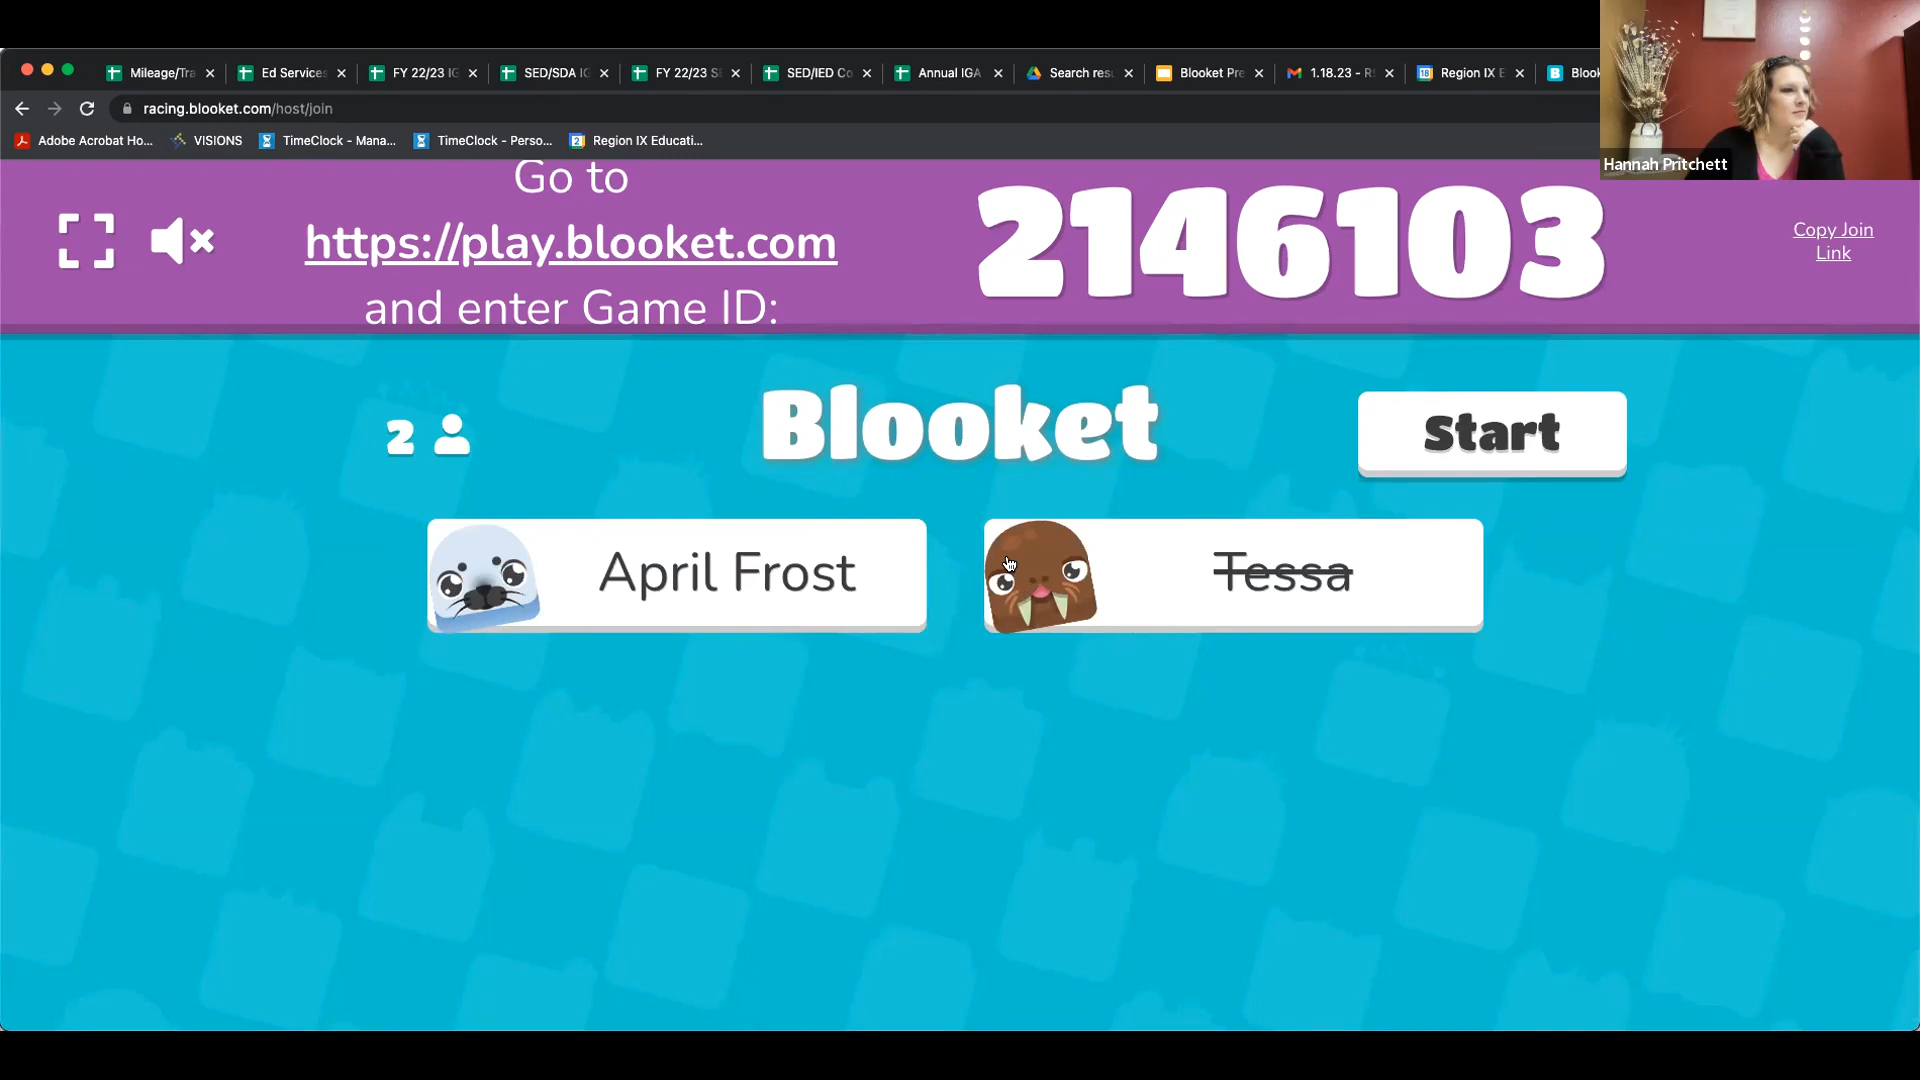 Mileage/Tra
Ed Services
FY 22/23 IG
SED/SDA IG
FY 22/23 S
SED/IED Co
Annual IGA
Search res
Blooket Pre
1.18.23 - R
Region IX E
Bloo
racing.blooket.com/host/join
Adobe Acrobat Ho...
VISIONS
TimeClock - Mana...
TimeClock - Perso...
Region IX Educati...
Hannah Pritchett
Go to
https://play.blooket.com
and enter Game ID:
2146103
Copy Join
Link
2
Blooket
Start
April Frost
Tessa